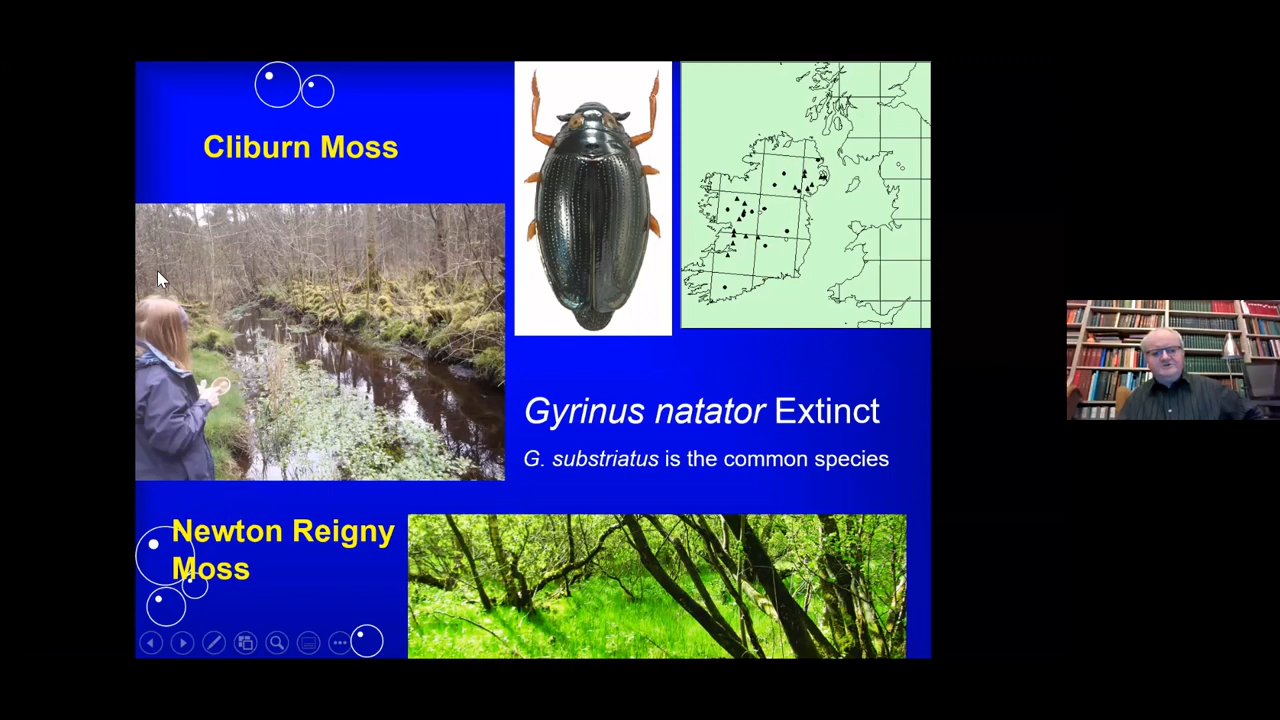 Cliburn Moss
Gyrinus natator Extinct
G. substriatus is the common species
Newton Reigny
Moss